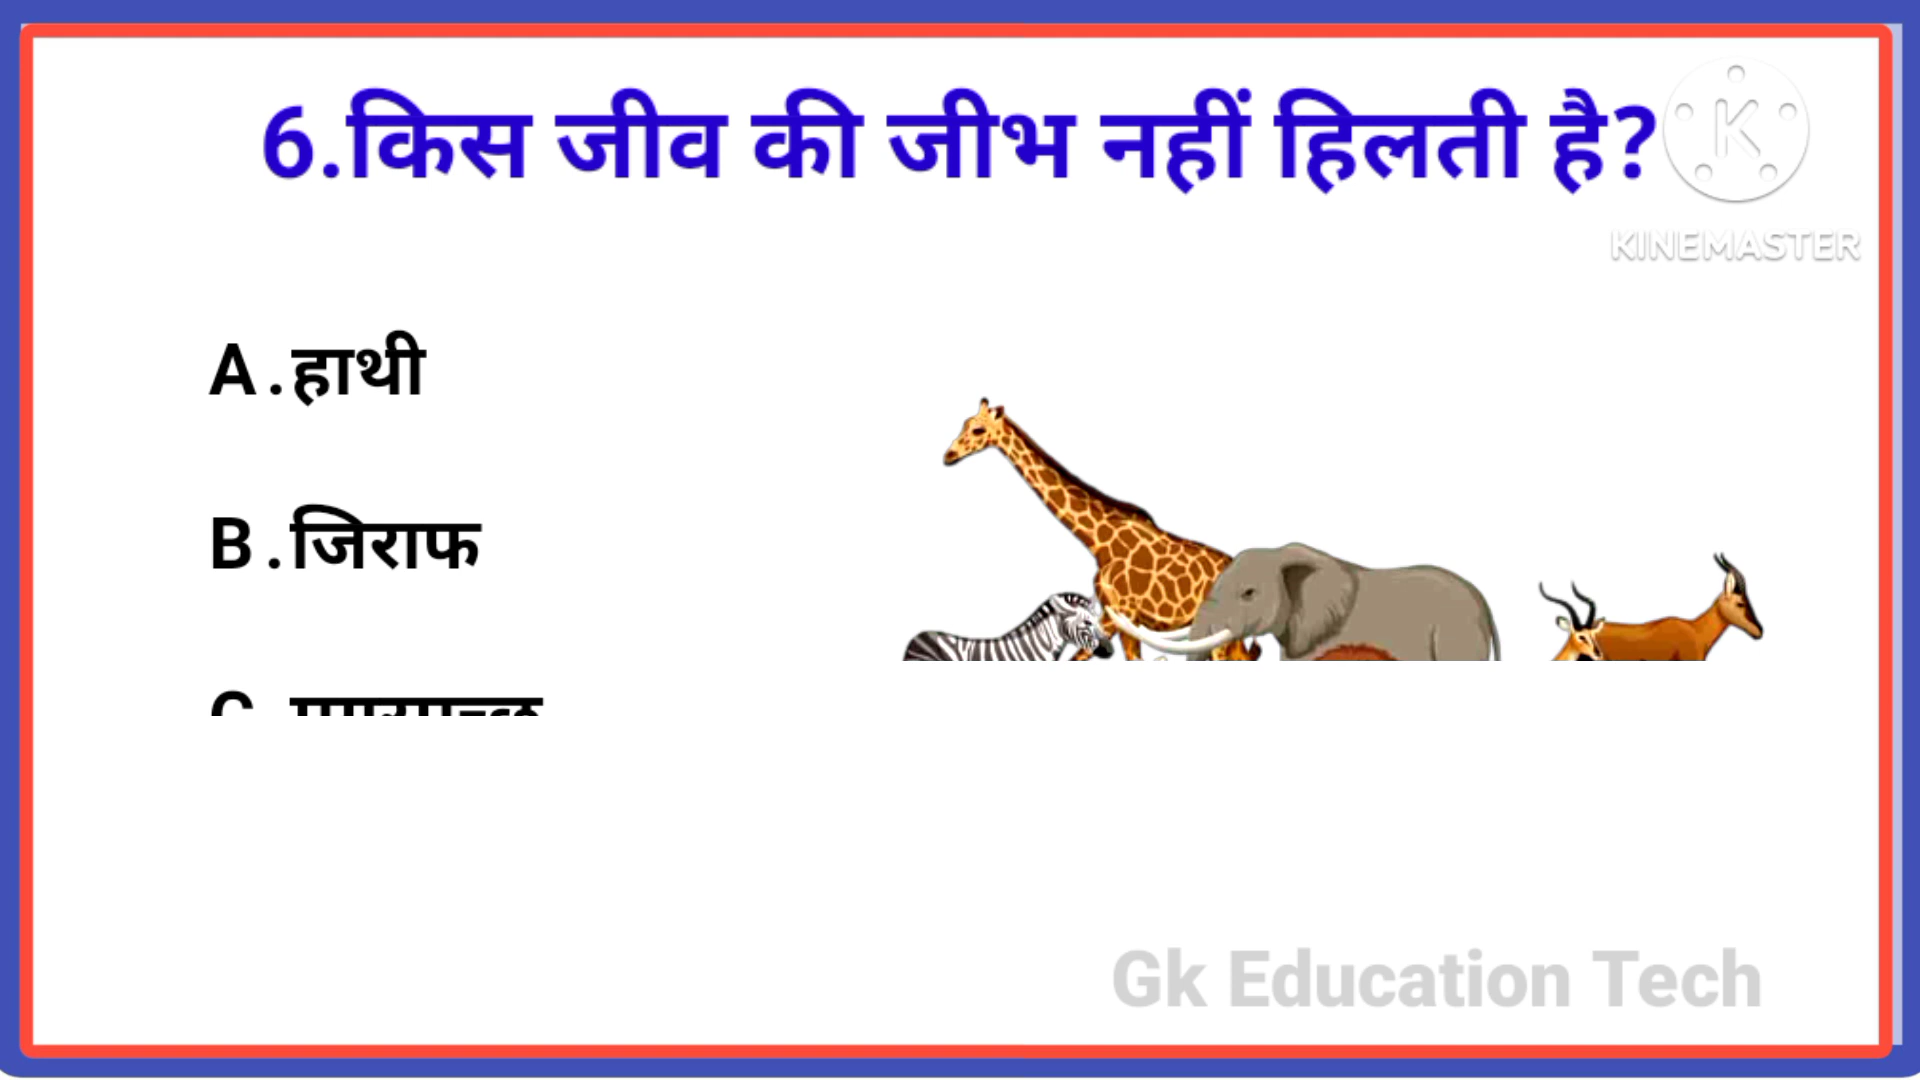 6.किस जीव की जीभ नहीं हिलती है?
KINEMASTER
A.हाथी
B.जिराफ
Gk Education Tech